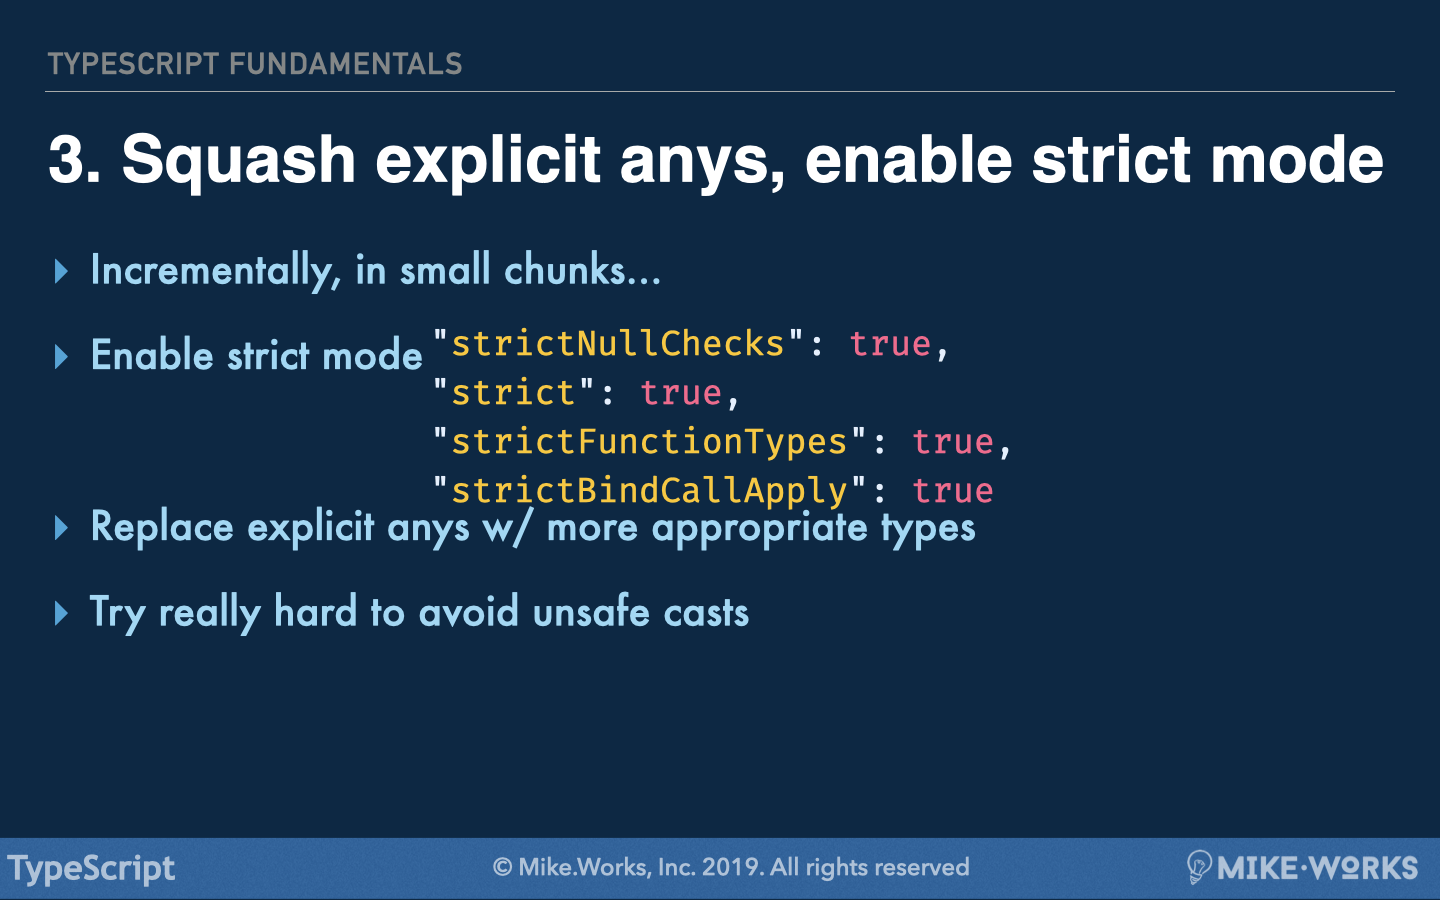 TYPESCRIPT FUNDAMENTALS
3. Squash explicit anys, enable strict mode
▸ Incrementally, in small chunks…
▸ Enable strict mode
"strictNullChecks": true,
"strict": true,
"strictFunctionTypes": true,
"strictBindCallApply": true
▸ Replace explicit anys w/ more appropriate types
▸ Try really hard to avoid unsafe casts
TypeScript
© Mike.Works, Inc. 2019. All rights reserved
MIKE·WORKS